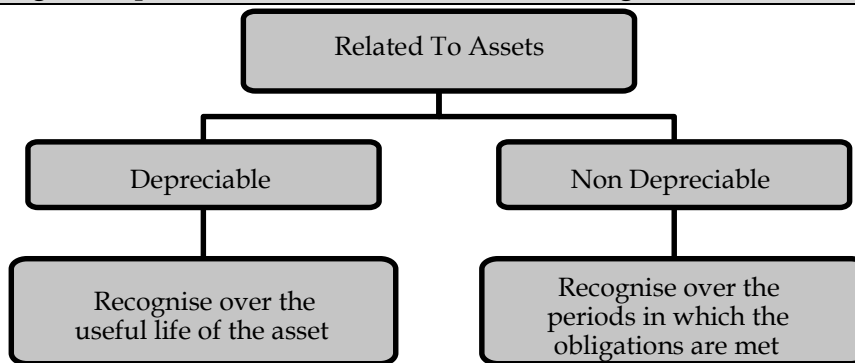 Related To Assets
Depreciable
Non Depreciable
Recognise over the
useful life of the asset
Recognise over the
periods in which the
obligations are met